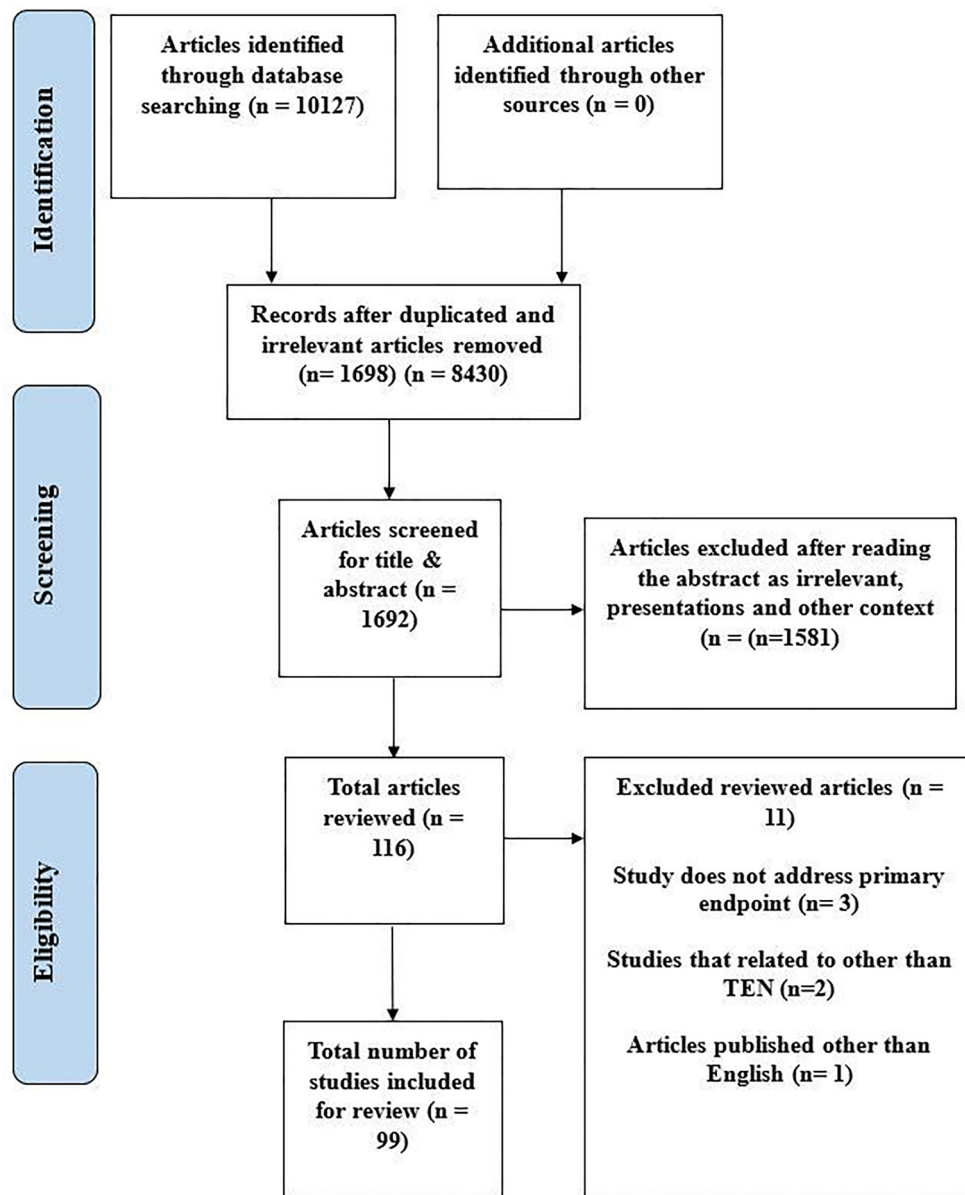 Identification
Articles identified
through database
searching (n = 10127)
Additional articles
identified through other
sources (n = 0)
Records after duplicated and
irrelevant articles removed
(n= 1698) (n = 8430)
Screening
Articles screened
for title &
abstract (n =
1692)
Articles excluded after reading
the abstract as irrelevant,
presentations and other context
(n = (n=1581)
Eligibility
Total articles
reviewed (n =
116)
Excluded reviewed articles (n =
11)
Study does not address primary
endpoint (n= 3)
Studies that related to other than
TEN (n=2)
Articles published other than
English (n= 1)
Total number of
studies included
for review (n =
99)